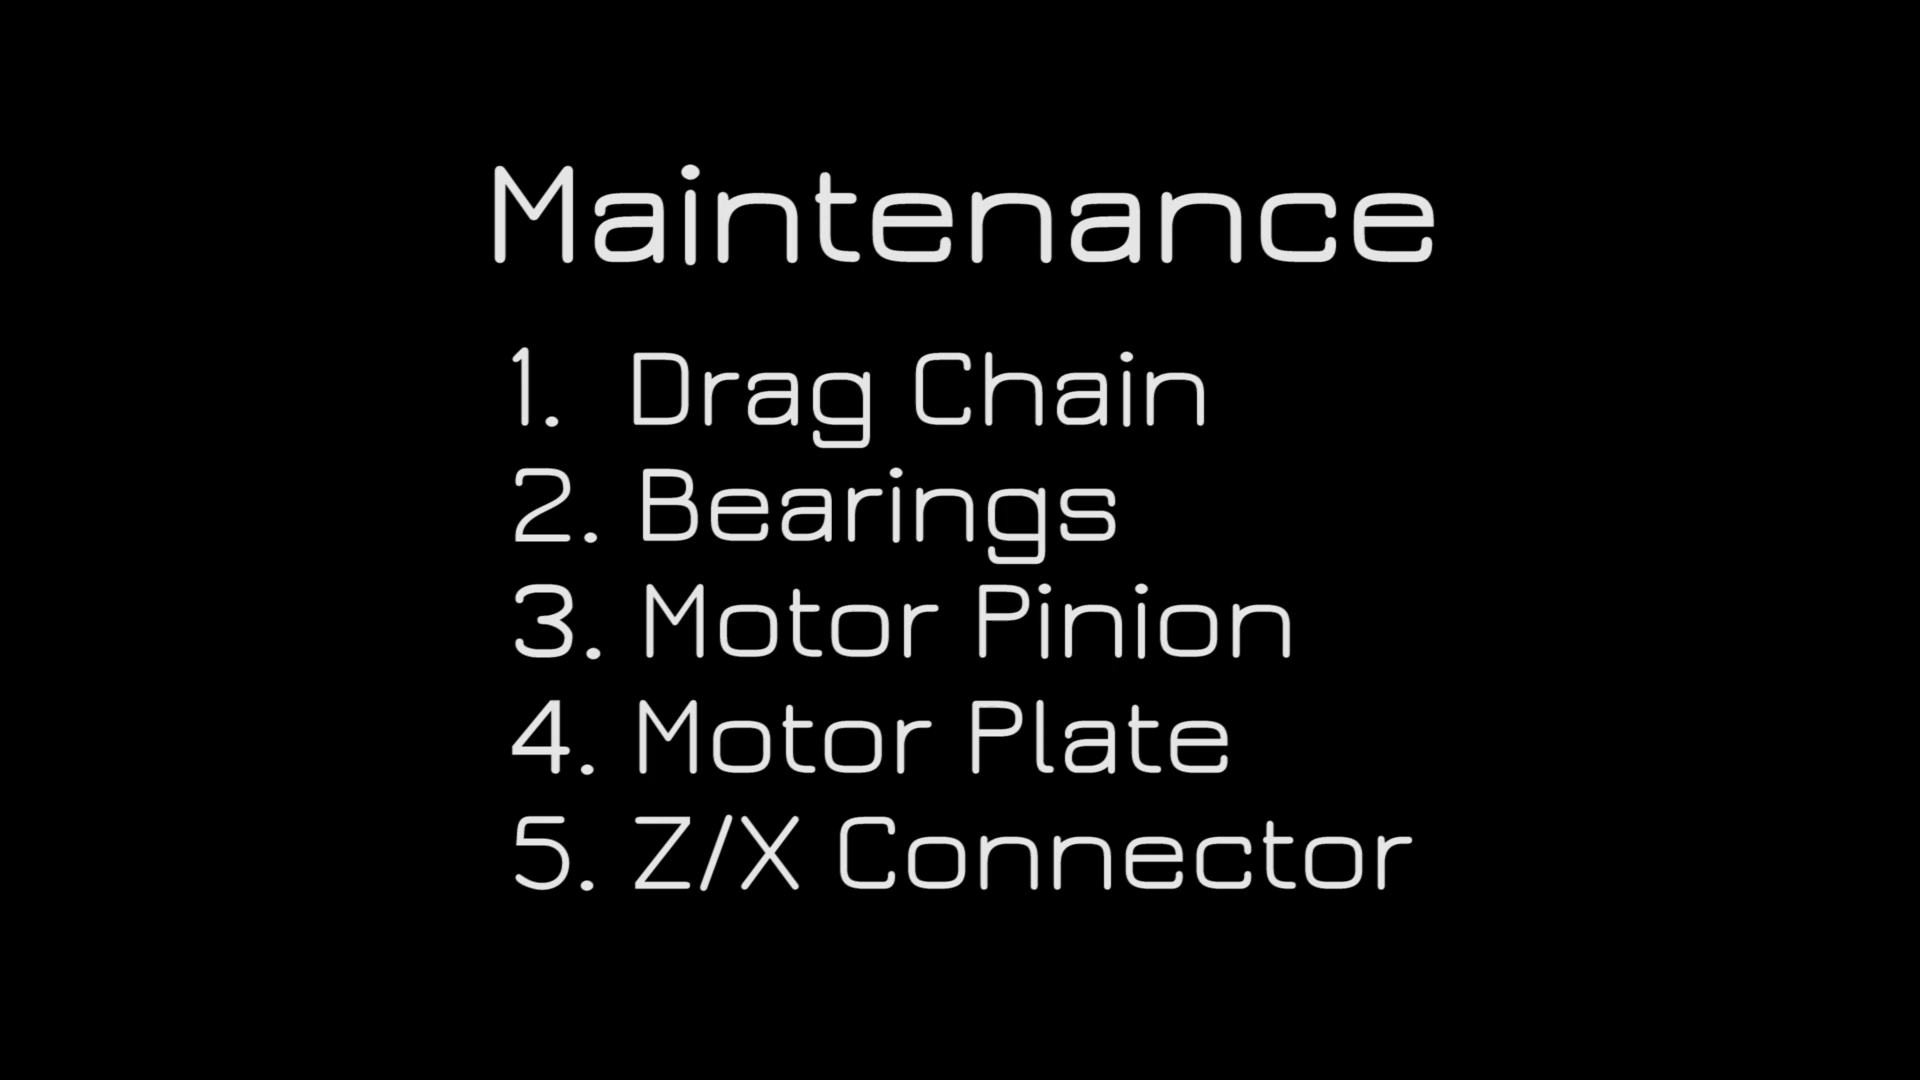 Maintenance
1. Drag Chain
2. Bearings
3. Motor Pinion
4. Motor Plate
5. Z/X Connector